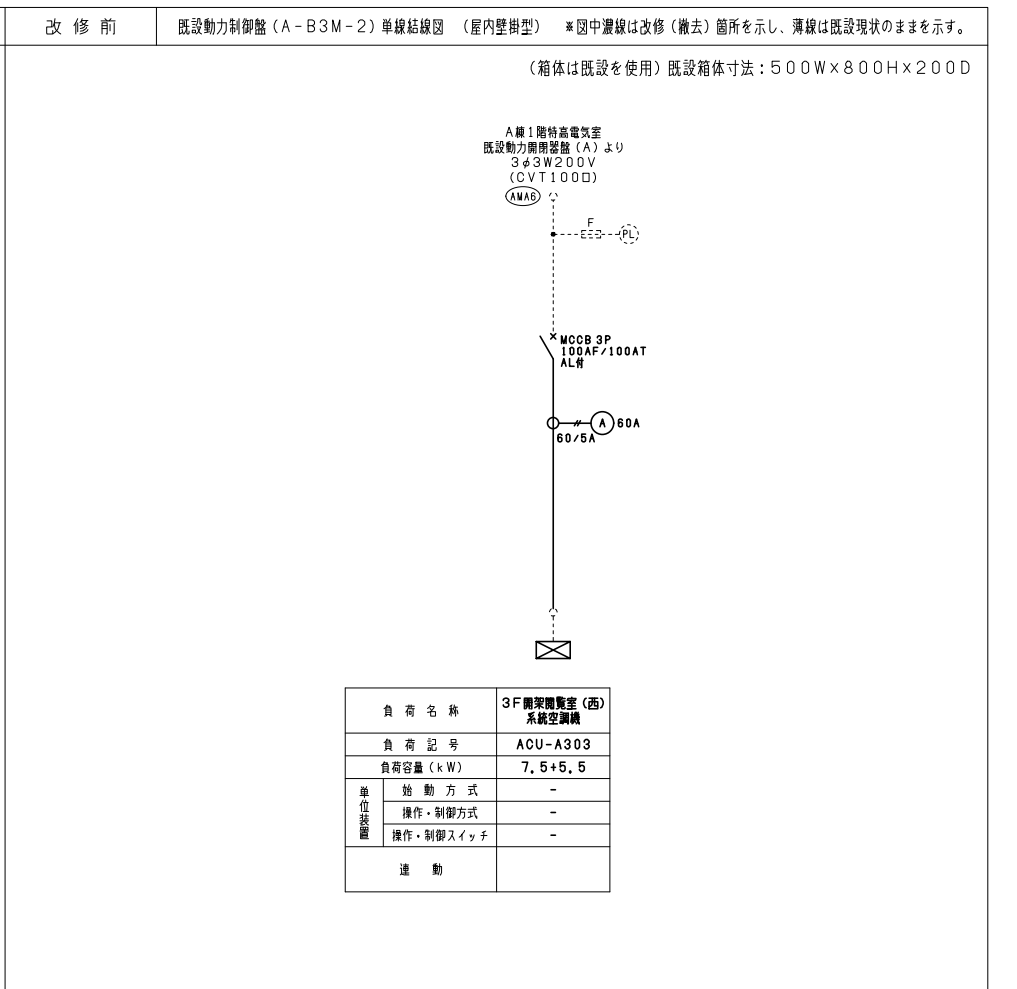 改修前
既設動力制御盤(A-B3M-2)単線結線図 (屋内壁掛型) ※図中濃線は改修(撤去)箇所を示し、薄線は既設現状のままを示す。
(箱体は既設を使用)既設箱体寸法:500W×800H×200D
A棟1階特高電気室
既設動力開閉器盤(A)より
3φ3W200V
(CVT100□)
AMA6
F
PL
MCCB 3P
100AF/100AT
AL付
A 60A
60/5A
負荷名称 3F開架閲覧室(西)系統空調機
負荷記号 ACU-A303
負荷容量(kW) 7.5+5.5
単位装置
始動方式 -
操作・制御方式 -
操作・制御スイッチ -
連動